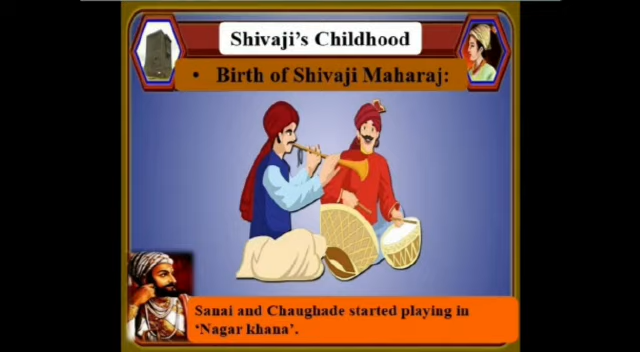 Shivaji's Childhood
• Birth of Shivaji Maharaj:
Sanai and Chaughade started playing in
‘Nagar khana’.